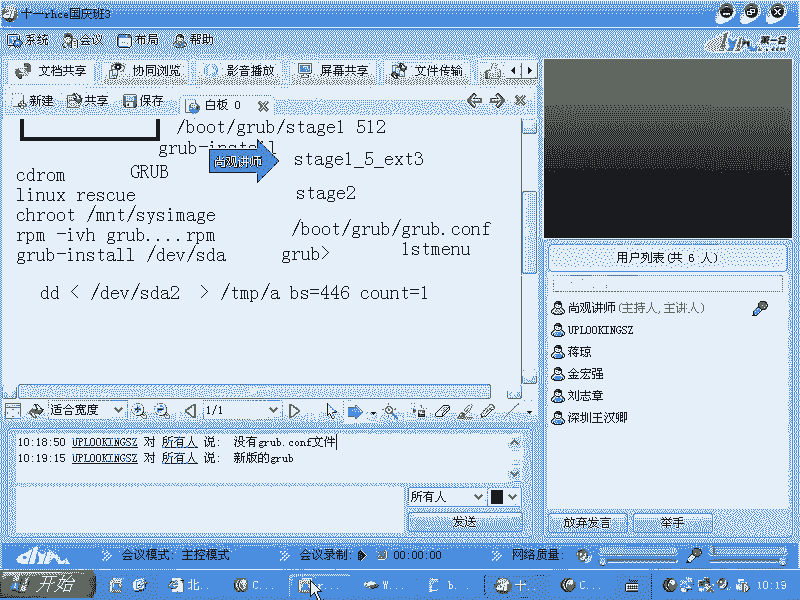 十一rhce国庆班3
系统 会议 布局 帮助
文档共享 协同浏览 影音播放 屏幕共享 文件传输
新建 共享 保存 白板 0
/boot/grub/stage1 512
grub-install
尚观讲师
stage1_5_ext3
cdrom GRUB
linux rescue stage2
chroot /mnt/sysimage
rpm -ivh grub....rpm /boot/grub/grub.conf
grub-install /dev/sda grub> lstmenu
dd < /dev/sda2 > /tmp/a bs=446 count=1
适合宽度 1/1
10:18:50 UPLOOKINGSZ 对 所有人 说: 没有grub.conf文件
10:19:15 UPLOOKINGSZ 对 所有人 说: 新版的grub
所有人
发送
用户列表(共 6 人)
尚观讲师(主持人,主讲人)
UPLOOKINGSZ
蒋琼
金宏强
刘志章
深圳王汉卿
放弃发言 举手
会议模式: 主控模式 会议录制: 00:00:00 网络质量:
开始 北.. C... W... b... 十.. C... 10:19